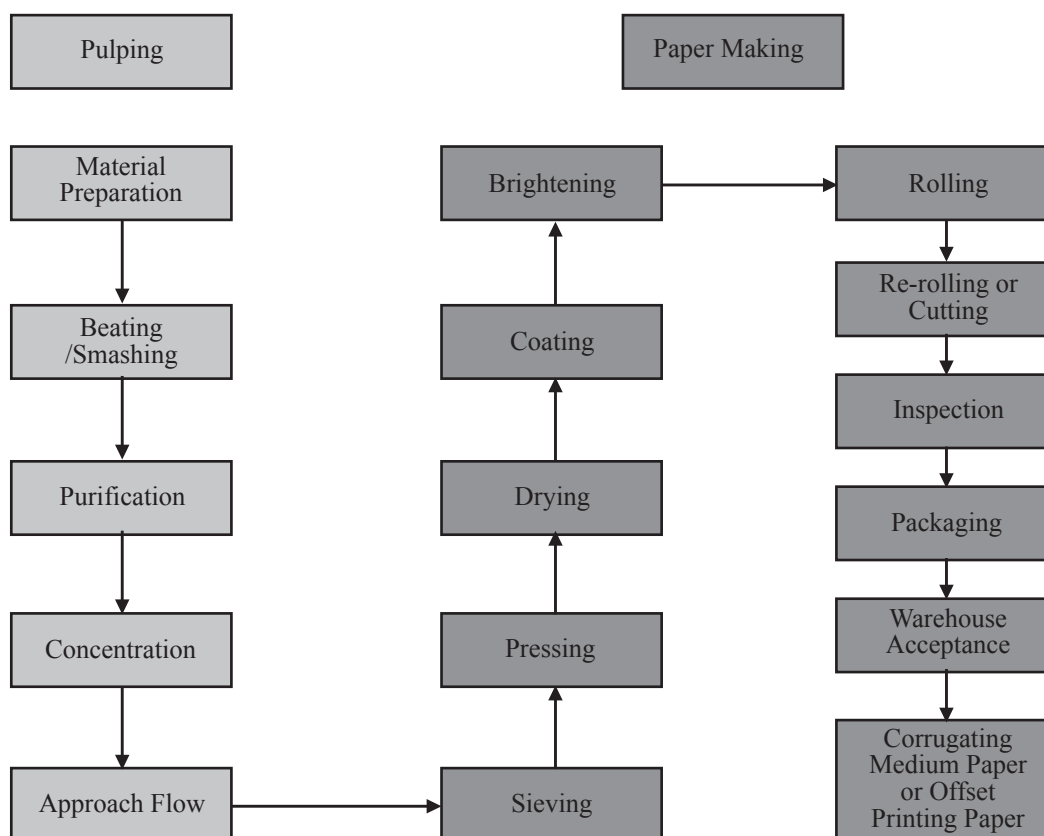 Pulping
Paper Making
Material
Preparation
Beating
/Smashing
Purification
Concentration
Approach Flow
Sieving
Pressing
Drying
Coating
Brightening
Rolling
Re-rolling or
Cutting
Inspection
Packaging
Warehouse
Acceptance
Corrugating
Medium Paper
or Offset
Printing Paper